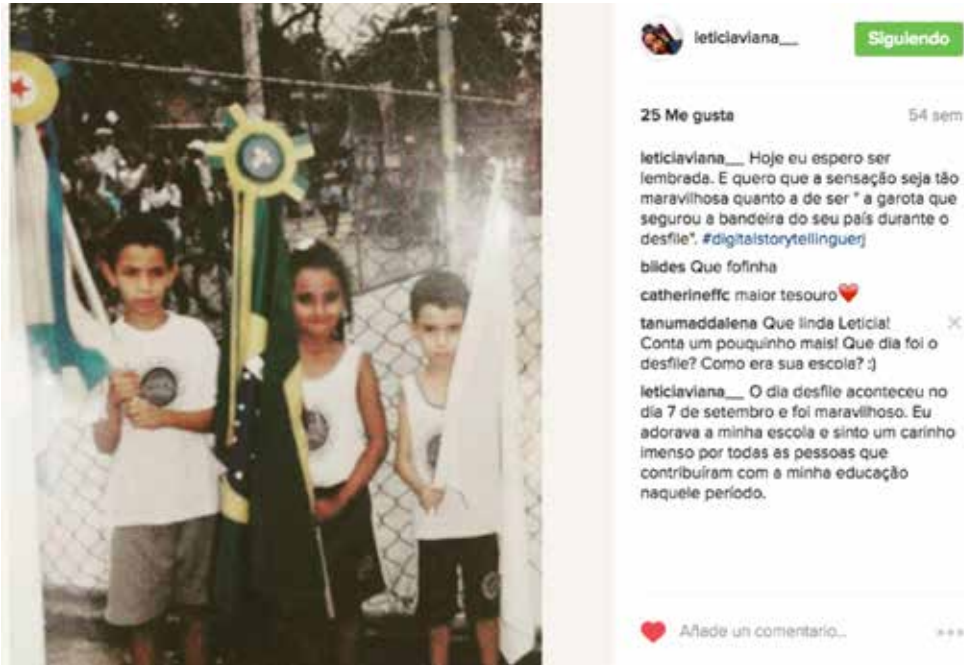 leticiaviana__
Siguiendo
25 Me gusta
54 sem
leticiaviana__ Hoje eu espero ser
lembrada. E quero que a sensação seja tão
maravilhosa quanto a de ser " a garota que
segurou a bandeira do seu país durante o
desfile". #digitalstorytellinguerj
biides Que fofinha
catherineffc maior tesouro❤️
tanumaddalena Que linda Leticia!
Conta um pouquinho mais! Que dia foi o
desfile? Como era sua escola? :)
leticiaviana__ O dia desfile aconteceu no
dia 7 de setembro e foi maravilhoso. Eu
adorava a minha escola e sinto um carinho
imenso por todas as pessoas que
contribuíram com a minha educação
naquele período.
Añade un comentario...